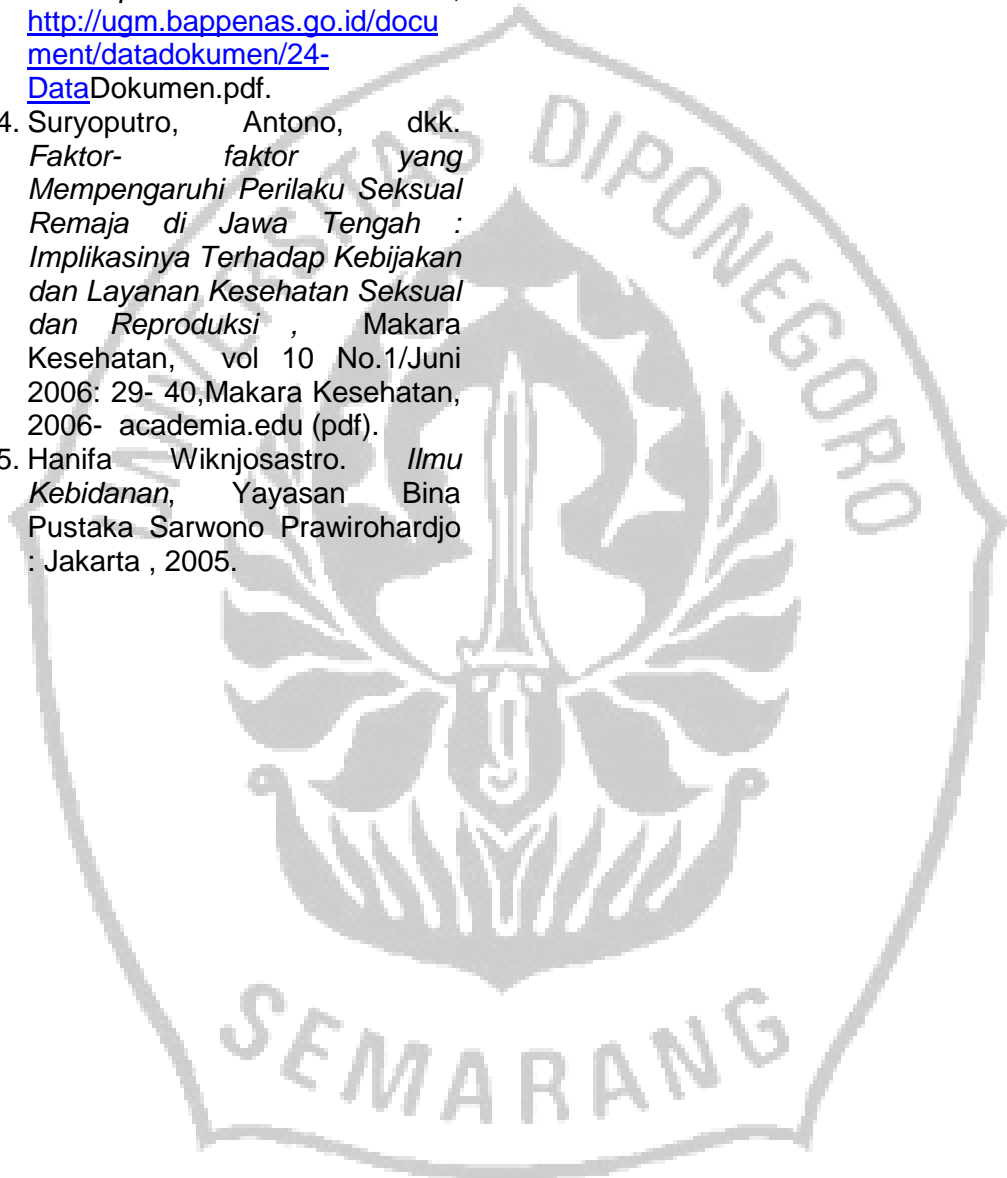 http://ugm.bappenas.go.id/docu
ment/datadokumen/24-
DataDokumen.pdf.
4. Suryoputro, Antono, dkk.
Faktor- faktor yang
Mempengaruhi Perilaku Seksual
Remaja di Jawa Tengah :
Implikasinya Terhadap Kebijakan
dan Layanan Kesehatan Seksual
dan Reproduksi , Makara
Kesehatan, vol 10 No.1/Juni
2006: 29- 40,Makara Kesehatan,
2006- academia.edu (pdf).
5. Hanifa Wiknjosastro. Ilmu
Kebidanan, Yayasan Bina
Pustaka Sarwono Prawirohardjo
: Jakarta , 2005.
UNIVERSITAS DIPONEGORO
SEMARANG